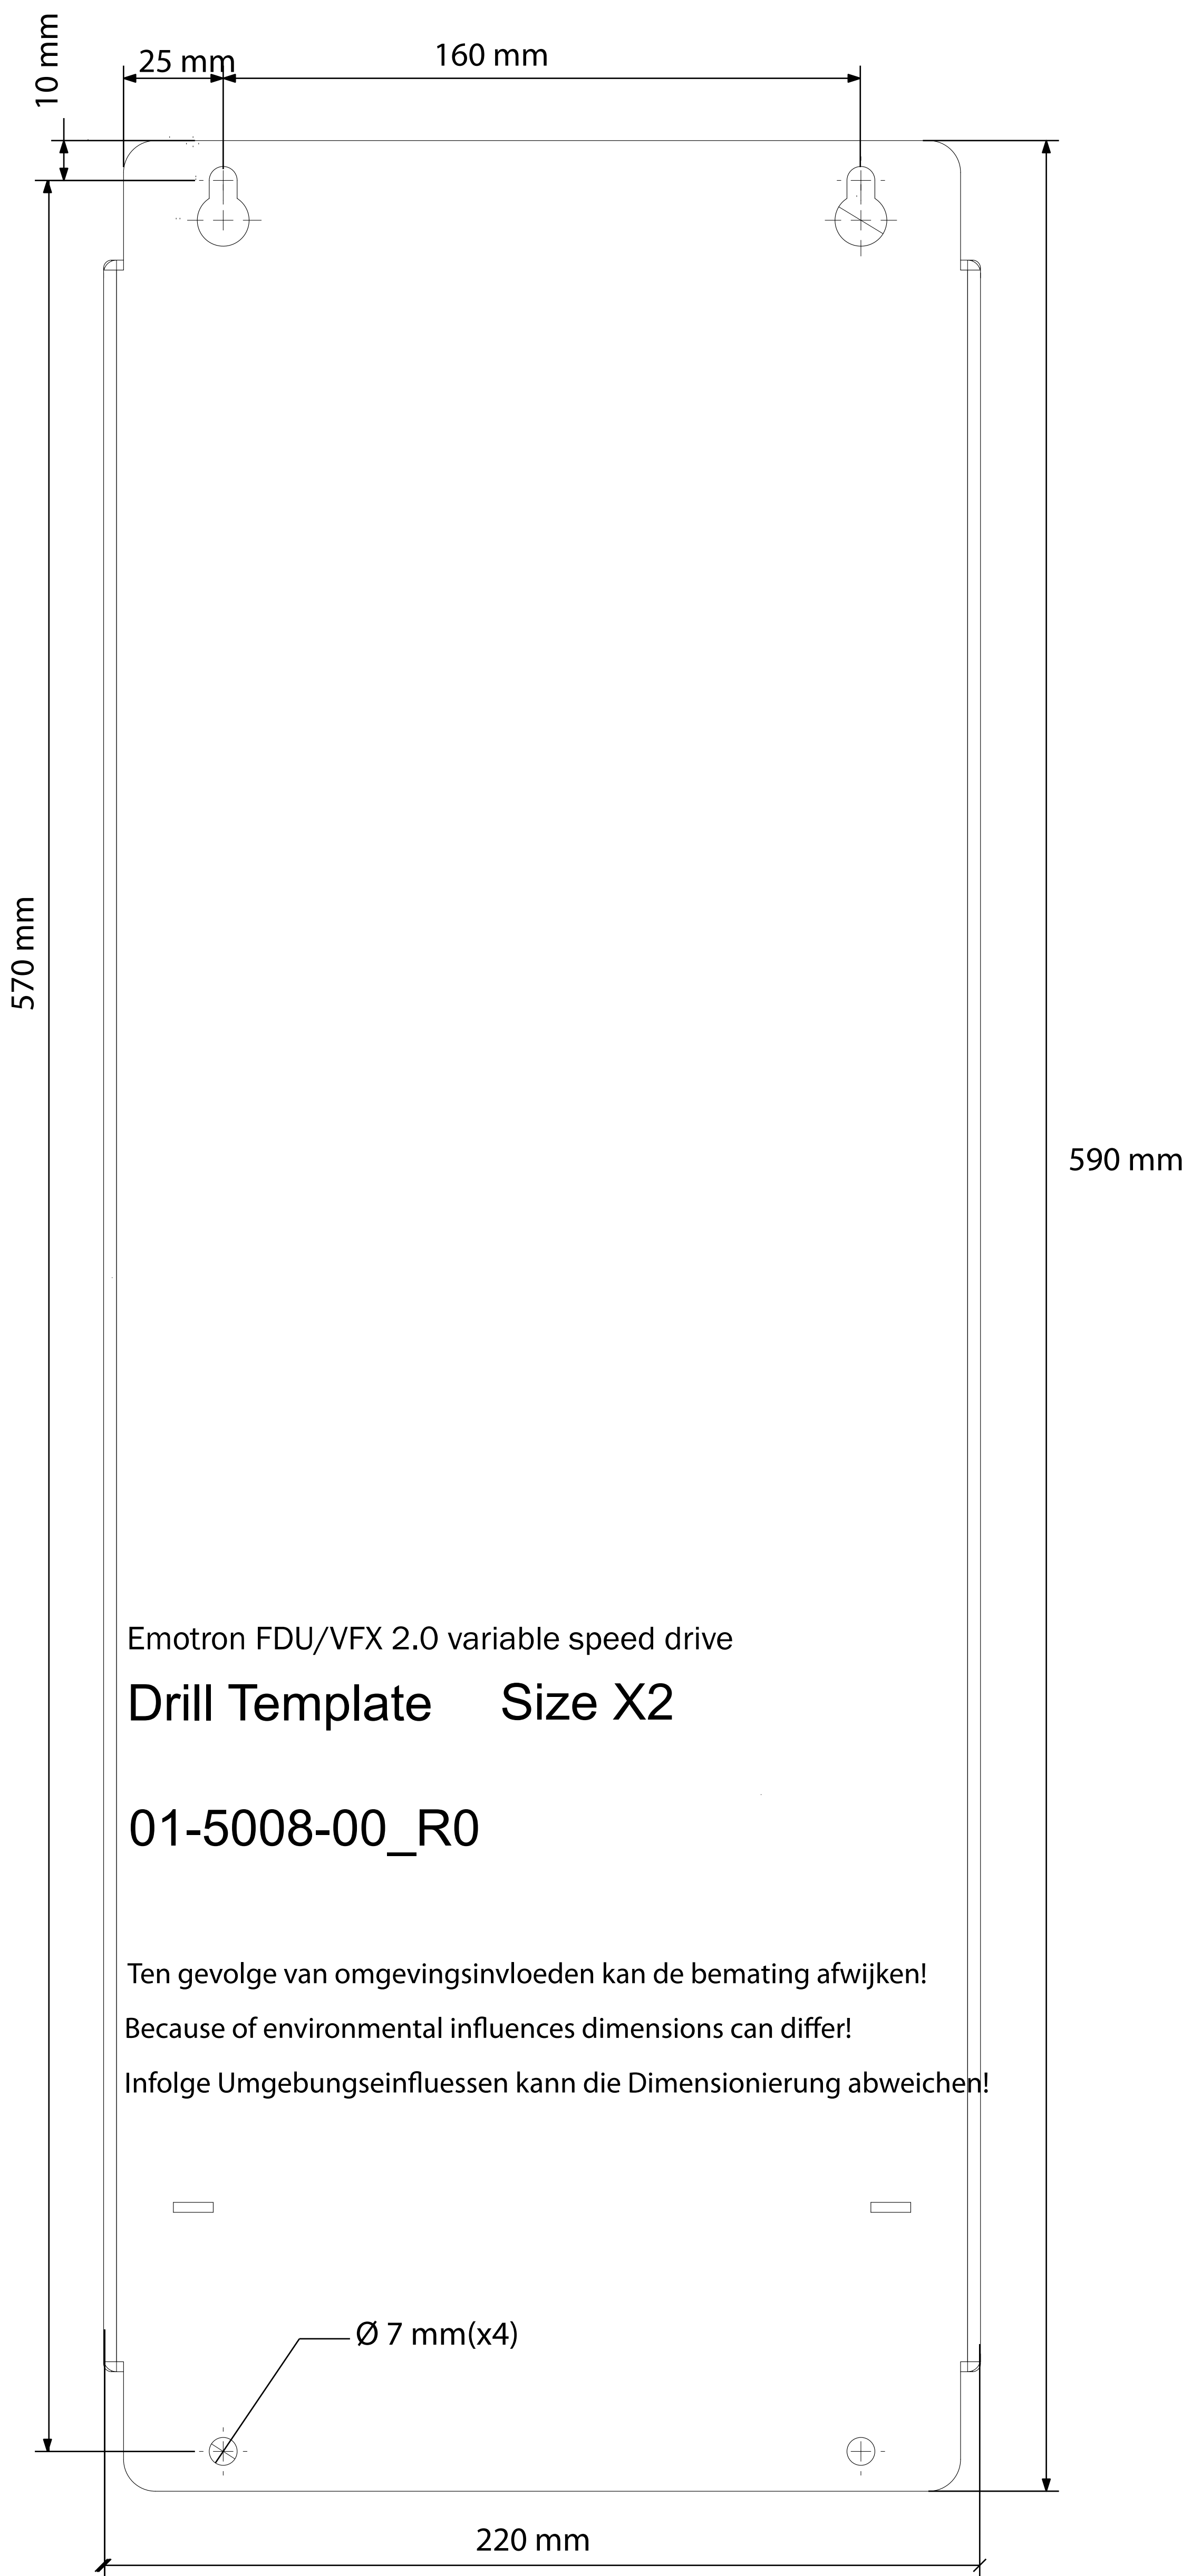 10 mm
25 mm
160 mm
570 mm
590 mm
Emotron FDU/VFX 2.0 variable speed drive
Drill Template Size X2
01-5008-00_R0
Ten gevolge van omgevingsinvloeden kan de bemating afwijken!
Because of environmental influences dimensions can differ!
Infolge Umgebungseinfluessen kann die Dimensionierung abweichen!
Ø 7 mm(x4)
220 mm